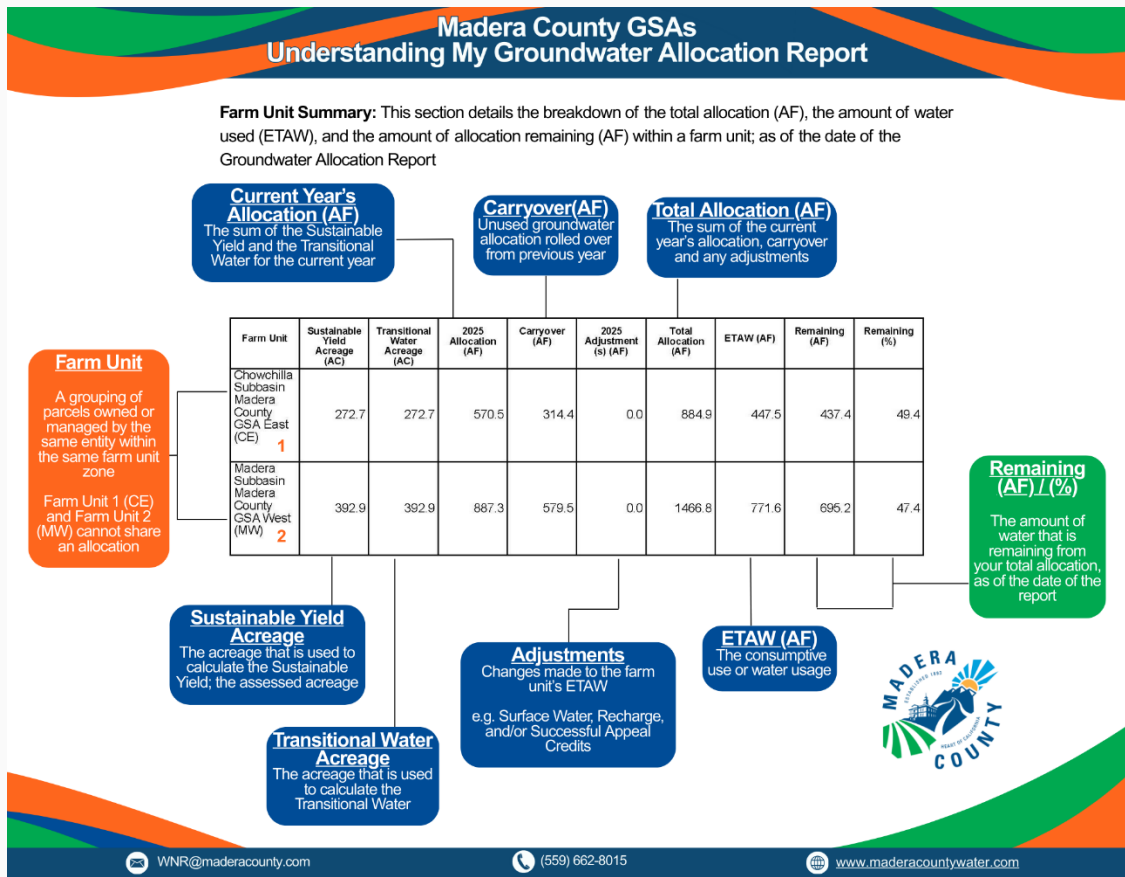 Madera County GSAs
Understanding My Groundwater Allocation Report
Farm Unit Summary: This section details the breakdown of the total allocation (AF), the amount of water
used (ETAW), and the amount of allocation remaining (AF) within a farm unit; as of the date of the
Groundwater Allocation Report
Current Year's
Allocation (AF)
The sum of the Sustainable
Yield and the Transitional
Water for the current year
Carryover(AF)
Unused groundwater
allocation rolled over
from previous year
Total Allocation (AF)
The sum of the current
year's allocation, carryover
and any adjustments
Farm Unit
A grouping of
parcels owned or
managed by the
same entity within
the same farm unit
zone
Farm Unit 1 (CE)
and Farm Unit 2
(MW) cannot share
an allocation
Farm Unit
Sustainable
Yield
Acreage
(AC)
Transitional
Water
Acreage
(AC)
2025
Allocation
(AF)
Carryover
(AF)
2025
Adjustment
(s) (AF)
Total
Allocation
(AF)
ETAW (AF)
Remaining
(AF)
Remaining
(%)
Chowchilla
Subbasin
Madera
County
GSA East
(CE) 1
272.7
272.7
570.5
314.4
0.0
884.9
447.5
437.4
49.4
Madera
Subbasin
Madera
County
GSA West
(MW) 2
392.9
392.9
887.3
579.5
0.0
1466.8
771.6
695.2
47.4
Remaining
(AF) / (%)
The amount of
water that is
remaining from
your total allocation,
as of the date of the
report
Sustainable Yield
Acreage
The acreage that is used to
calculate the Sustainable
Yield; the assessed acreage
Transitional Water
Acreage
The acreage that is used
to calculate the
Transitional Water
Adjustments
Changes made to the farm
unit's ETAW
e.g. Surface Water, Recharge,
and/or Successful Appeal
Credits
ETAW (AF)
The consumptive
use or water usage
MADERA
ESTABLISHED 1893
HEART OF CALIFORNIA
COUNTY
WNR@maderacounty.com
(559) 662-8015
www.maderacountywater.com